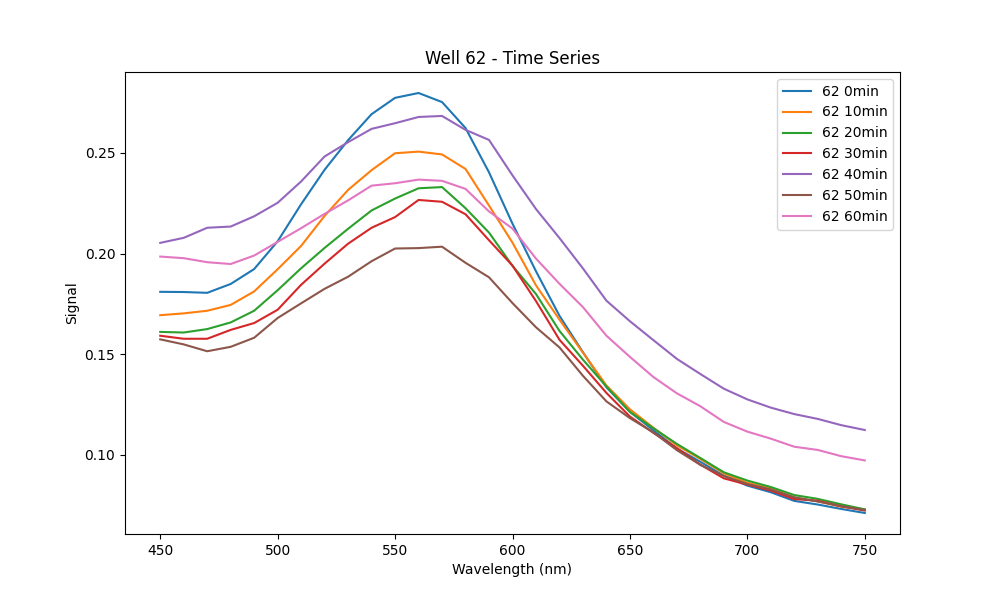 Well 62 - Time Series
62 0min
62 10min
62 20min
62 30min
62 40min
62 50min
62 60min
Signal
0.25
0.20
0.15
0.10
450 500 550 600 650 700 750
Wavelength (nm)